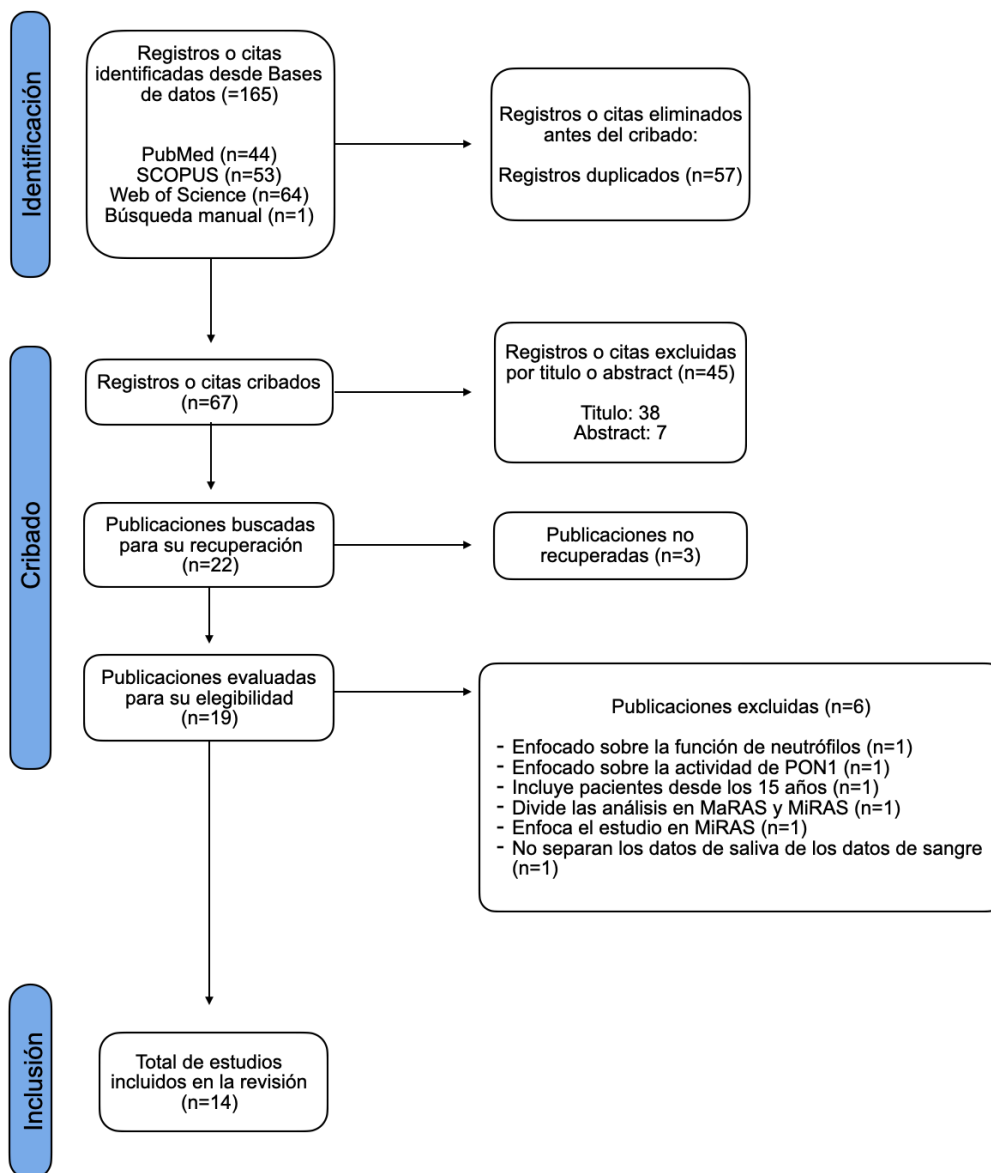 Identificación
Registros o citas
identificadas desde Bases
de datos (=165)
PubMed (n=44)
SCOPUS (n=53)
Web of Science (n=64)
Búsqueda manual (n=1)
Registros o citas eliminados
antes del cribado:
Registros duplicados (n=57)
Cribado
Registros o citas cribados
(n=67)
Registros o citas excluidas
por titulo o abstract (n=45)
Titulo: 38
Abstract: 7
Publicaciones buscadas
para su recuperación
(n=22)
Publicaciones no
recuperadas (n=3)
Publicaciones evaluadas
para su elegibilidad
(n=19)
Publicaciones excluidas (n=6)
- Enfocado sobre la función de neutrófilos (n=1)
- Enfocado sobre la actividad de PON1 (n=1)
- Incluye pacientes desde los 15 años (n=1)
- Divide las análisis en MaRAS y MiRAS (n=1)
- Enfoca el estudio en MiRAS (n=1)
- No separan los datos de saliva de los datos de sangre
(n=1)
Inclusión
Total de estudios
incluidos en la revisión
(n=14)